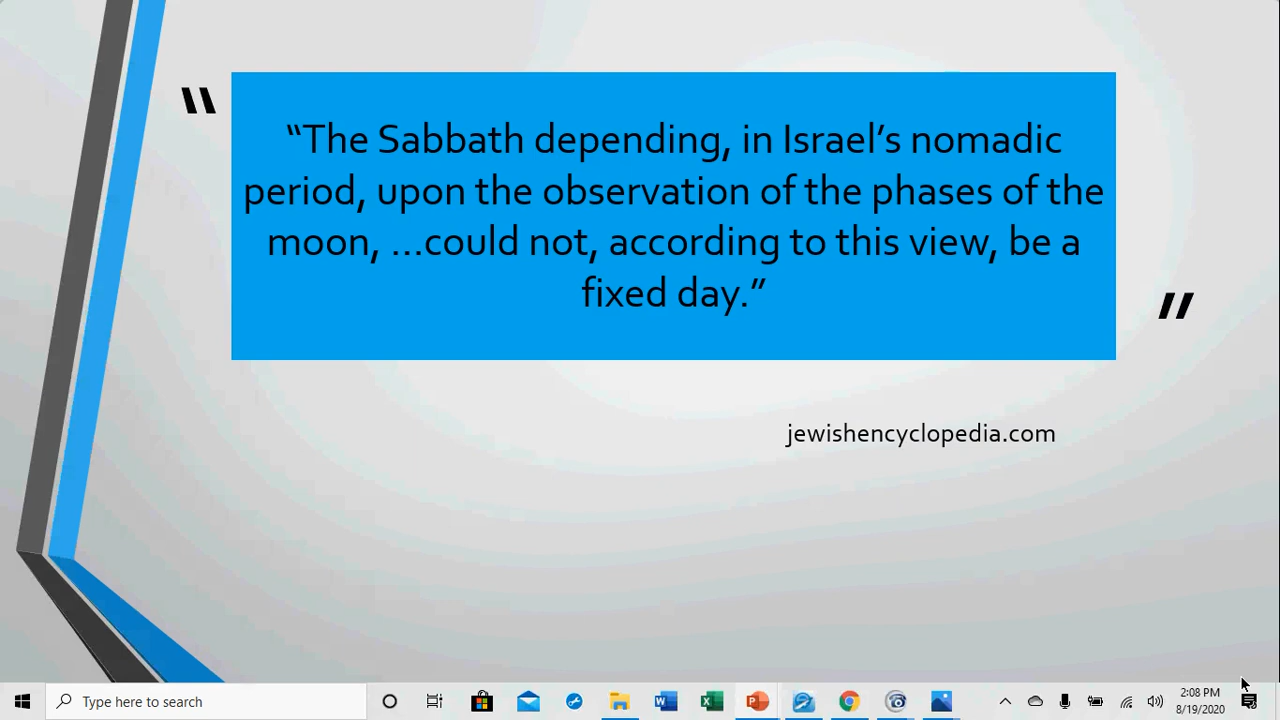 “The Sabbath depending, in Israel’s nomadic
period, upon the observation of the phases of the
moon, ...could not, according to this view, be a
fixed day.”
jewishencyclopedia.com
Type here to search
2:08 PM
8/19/2020